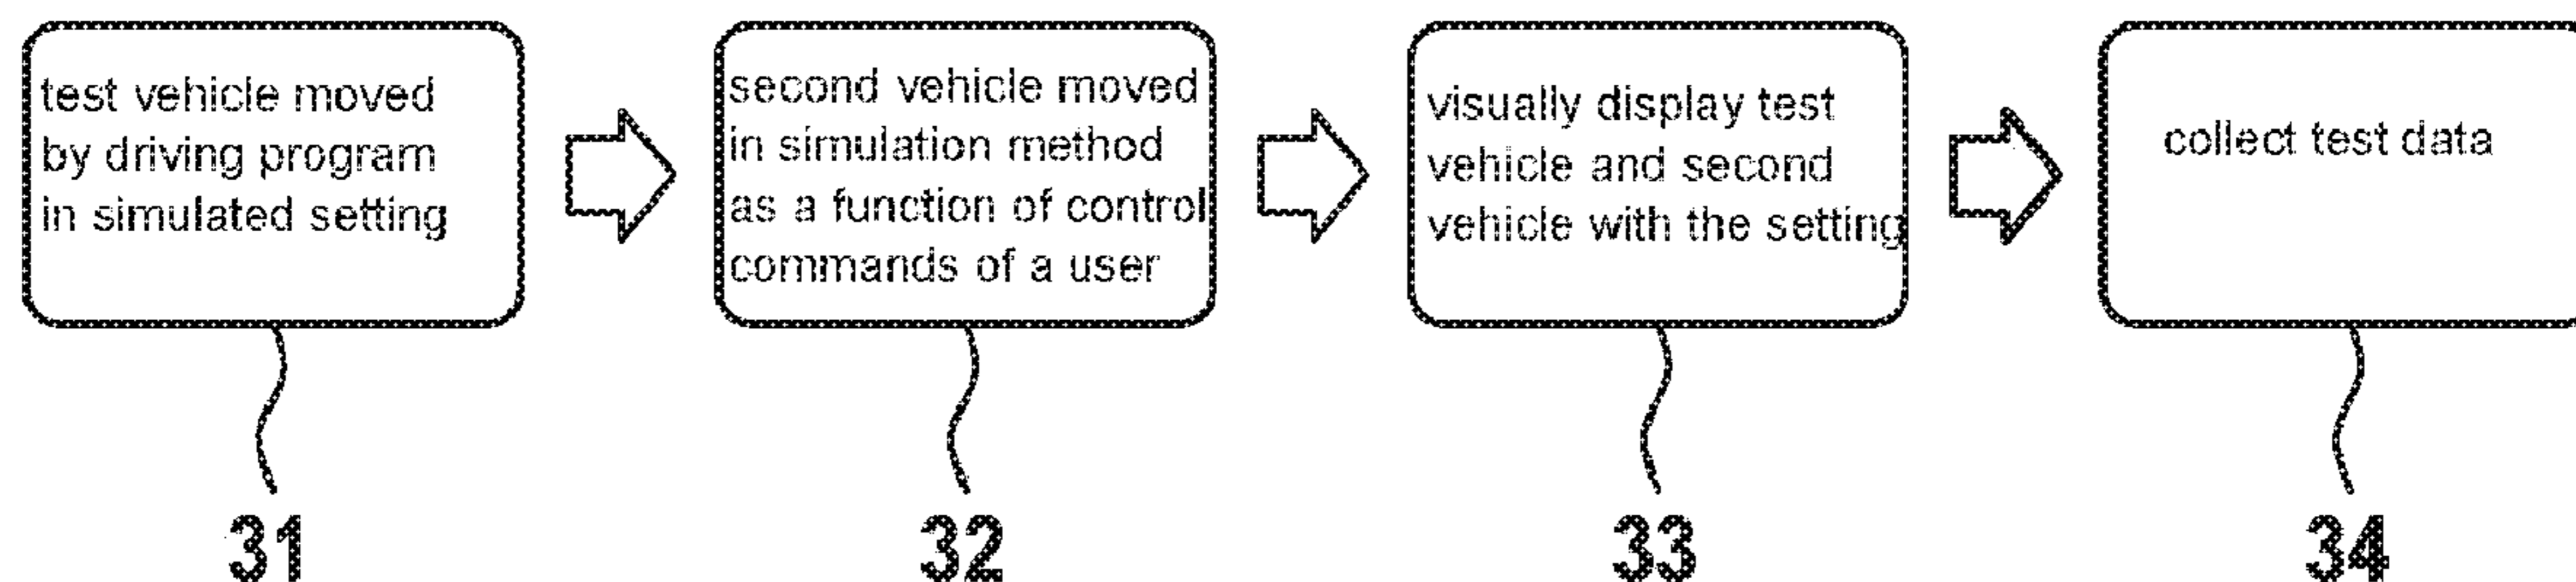 test vehicle moved
by driving program
in simulated setting
second vehicle moved
in simulation method
as a function of control
commands of a user
visually display test
vehicle and second
vehicle with the setting
collect test data
31
32
33
34